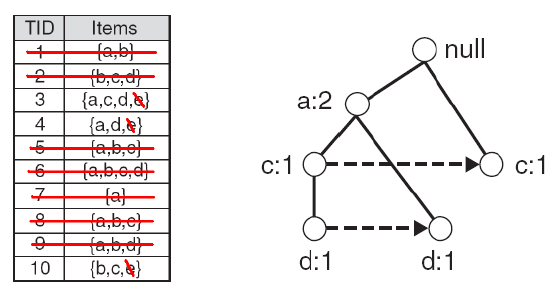 TID Items
1 {a,b}
2 {b,c,d}
3 {a,c,d,e}
4 {a,d,e}
5 {a,b,c}
6 {a,b,c,d}
7 {a}
8 {a,b,c}
9 {a,b,d}
10 {b,c,e}
null
a:2
c:1
c:1
d:1
d:1